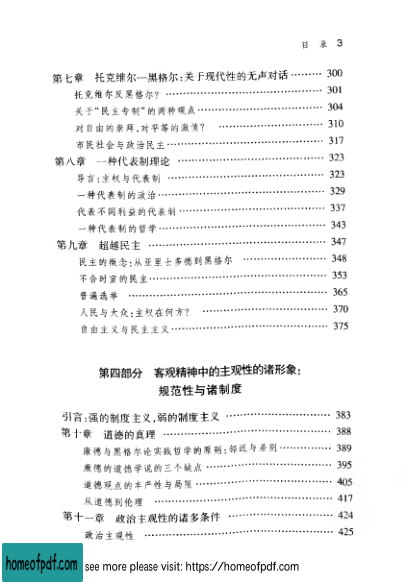 目 录 3
第七章 托克维尔—黑格尔:关于现代性的无声对话 ········· 300
托克维尔反黑格尔? ········· 301
关于“民主专制”的两种观点 ········· 304
对自由的崇拜,对平等的激情? ········· 310
市民社会与政治民主 ········· 317
第八章 一种代表制理论 ········· 323
导言:主权与代表制 ········· 323
一种代表制的政治 ········· 329
代表不同利益的代表制 ········· 337
一种代表制的哲学 ········· 343
第九章 超越民主 ········· 347
民主的概念:从亚里士多德到黑格尔 ········· 348
不合时宜的民主 ········· 353
普遍选举 ········· 365
人民与大众:主权在何方? ········· 370
自由主义与民主主义 ········· 375
第四部分 客观精神中的主观性的诸形象:
规范性与诸制度
引言:强的制度主义,弱的制度主义 ········· 383
第十章 道德的真理 ········· 388
康德与黑格尔论实践哲学的原则:邻近与差别 ········· 389
康德的道德学说的三个缺点 ········· 395
道德观点的丰产性与局限 ········· 405
从道德到伦理 ········· 417
第十一章 政治主观性的诸多条件 ········· 424
政治主观性 ········· 425
homeofpdf.com see more please visit: https://homeofpdf.com